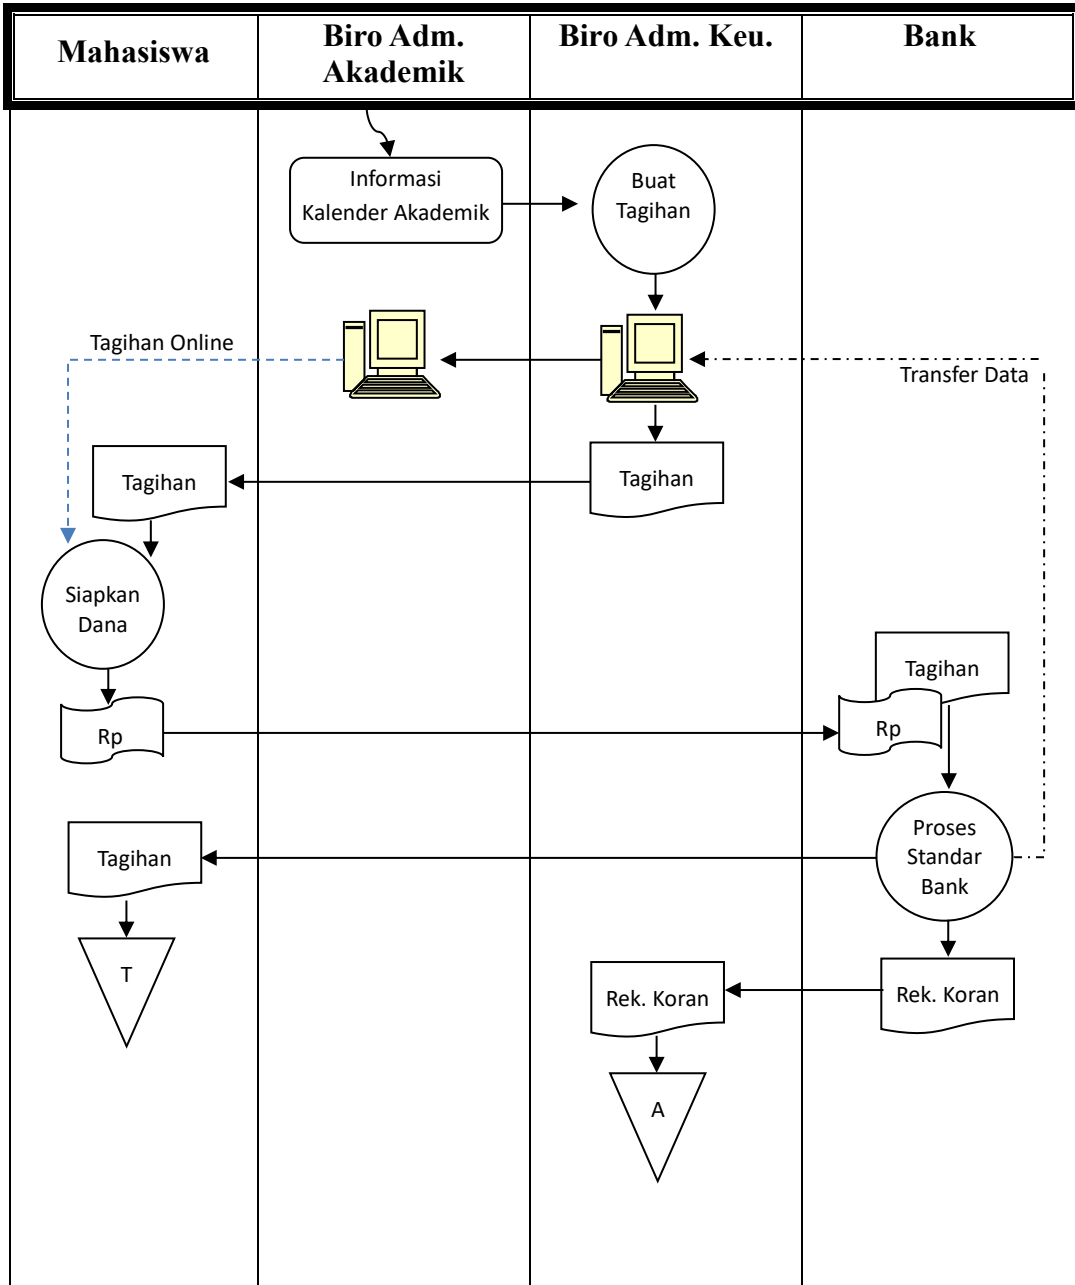 Mahasiswa
Biro Adm.
Akademik
Biro Adm. Keu.
Bank
Informasi
Kalender Akademik
Buat
Tagihan
Tagihan Online
Transfer Data
Tagihan
Tagihan
Siapkan
Dana
Tagihan
Rp
Rp
Tagihan
Proses
Standar
Bank
T
Rek. Koran
Rek. Koran
A